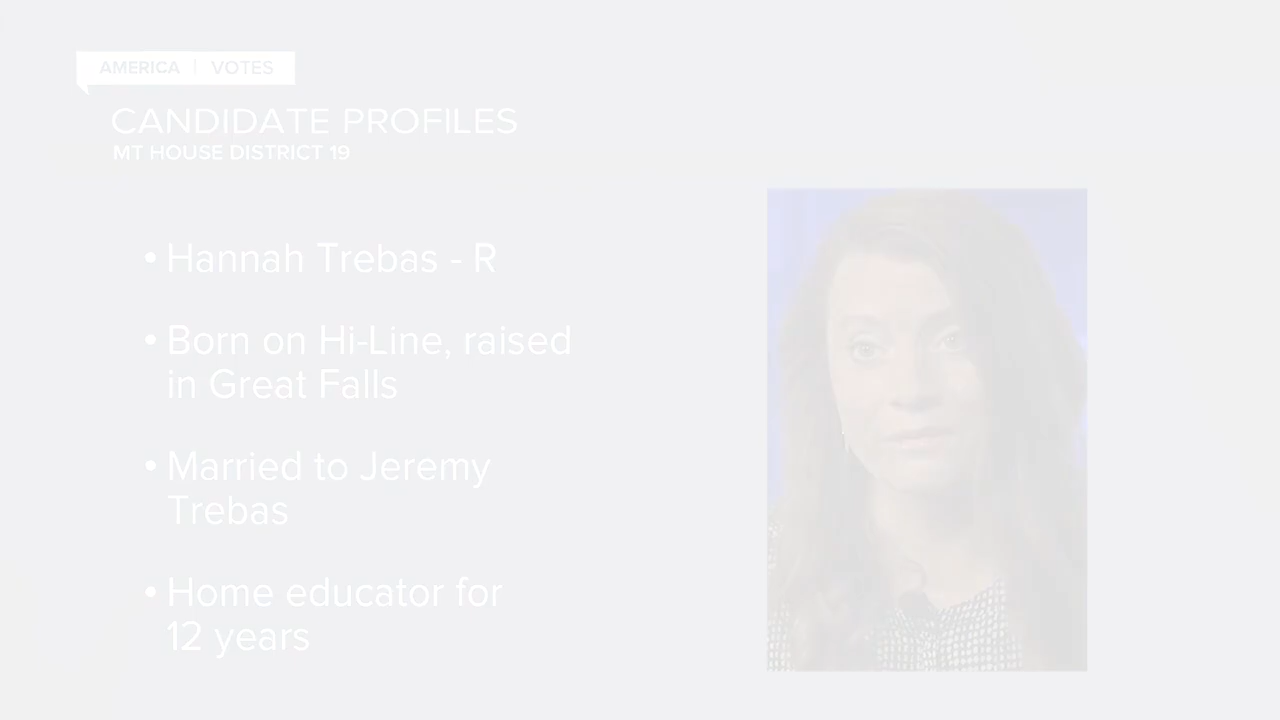 AMERICA | VOTES
CANDIDATE PROFILES
MT HOUSE DISTRICT 19
• Hannah Trebas - R
• Born on Hi-Line, raised
in Great Falls
• Married to Jeremy
Trebas
• Home educator for
12 years